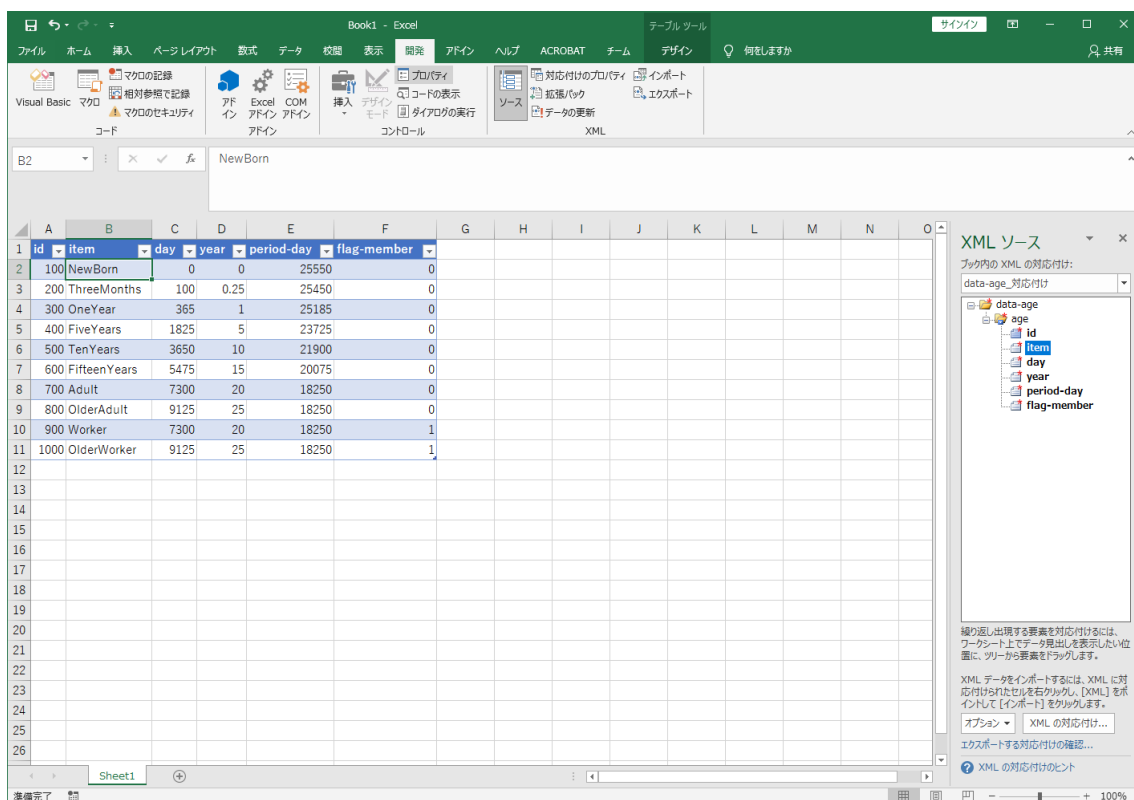 Book1 - Excel
テーブル ツール
サインイン
ファイル ホーム 挿入 ページ レイアウト 数式 データ 校閲 表示 開発 アドイン ヘルプ ACROBAT チーム デザイン 何をしますか 共有
Visual Basic マクロ
マクロの記録
相対参照で記録
マクロのセキュリティ
コード
アド
イン
Excel
アドイン
COM
アドイン
アドイン
挿入
デザイン
モード
プロパティ
コードの表示
ダイアログの実行
コントロール
ソース
対応付けのプロパティ インポート
拡張パック エクスポート
データの更新
XML
B2 fx NewBorn
A B C D E F G H I J K L M N O
1 id item day year period-day flag-member
2 100 NewBorn 0 0 25550 0
3 200 ThreeMonths 100 0.25 25450 0
4 300 OneYear 365 1 25185 0
5 400 FiveYears 1825 5 23725 0
6 500 TenYears 3650 10 21900 0
7 600 FifteenYears 5475 15 20075 0
8 700 Adult 7300 20 18250 0
9 800 OlderAdult 9125 25 18250 0
10 900 Worker 7300 20 18250 1
11 1000 OlderWorker 9125 25 18250 1
12
13
14
15
16
17
18
19
20
21
22
23
24
25
26
XML ソース
ブック内の XML の対応付け:
data-age_対応付け
data-age
age
id
item
day
year
period-day
flag-member
繰り返し出現する要素を対応付けるには、
ワークシート上でデータ見出しを表示したい位
置に、ツリーから要素をドラッグします。
XML データをインポートするには、XML に対
応付けられたセルを右クリックし、[XML] をポ
イントして [インポート] をクリックします。
オプション XML の対応付け...
エクスポートする対応付けの確認...
XML の対応付けのヒント
Sheet1
準備完了
100%